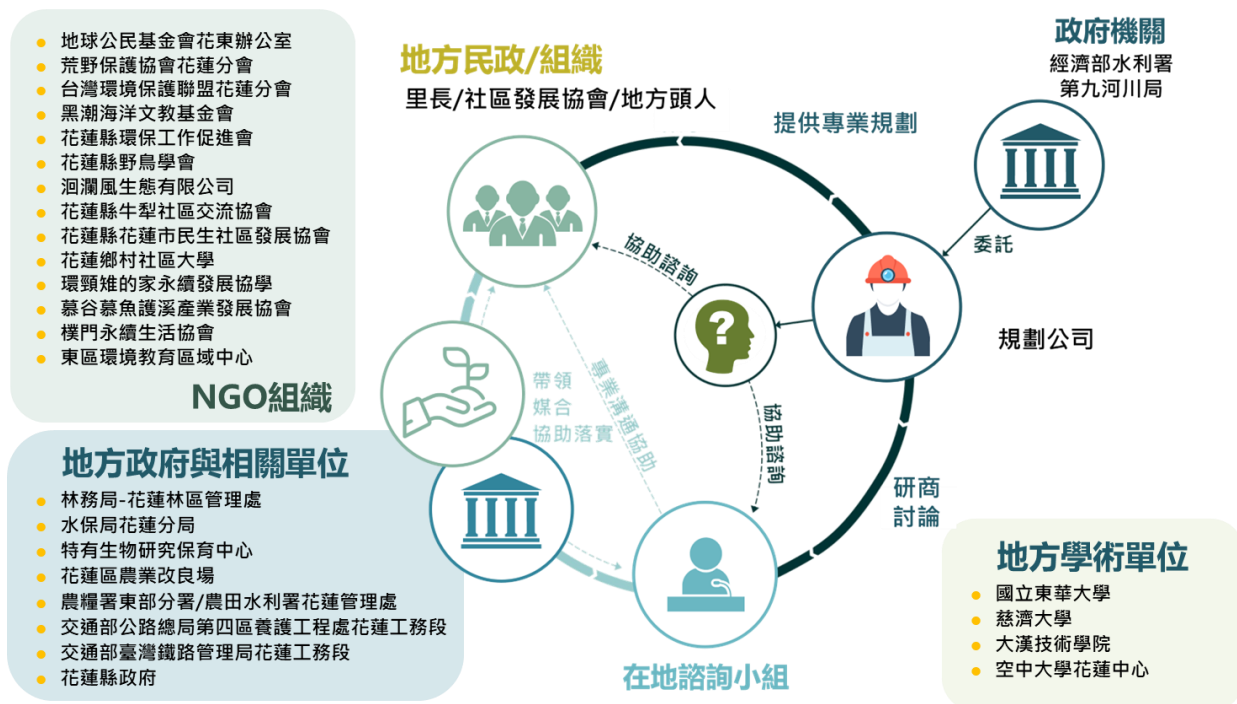 地球公民基金會花東辦公室
荒野保護協會花蓮分會
台灣環境保護聯盟花蓮分會
黑潮海洋文教基金會
花蓮縣環保工作促進會
花蓮縣野鳥學會
洄瀾風生態有限公司
花蓮縣牛犁社區交流協會
花蓮縣花蓮市民生社區發展協會
花蓮鄉村社區大學
環頸雉的家永續發展協學
慕谷慕魚護溪產業發展協會
樸門永續生活協會
東區環境教育區域中心
NGO組織
地方政府與相關單位
林務局-花蓮林區管理處
水保局花蓮分局
特有生物研究保育中心
花蓮區農業改良場
農糧署東部分署/農田水利署花蓮管理處
交通部公路總局第四區養護工程處花蓮工務段
交通部臺灣鐵路管理局花蓮工務段
花蓮縣政府
地方民政/組織
里長/社區發展協會/地方頭人
政府機關
經濟部水利署
第九河川局
提供專業規劃
委託
協助諮詢
?
規劃公司
帶領
媒合
協助落實
專業溝通協助
協助諮詢
研商
討論
在地諮詢小組
地方學術單位
國立東華大學
慈濟大學
大漢技術學院
空中大學花蓮中心